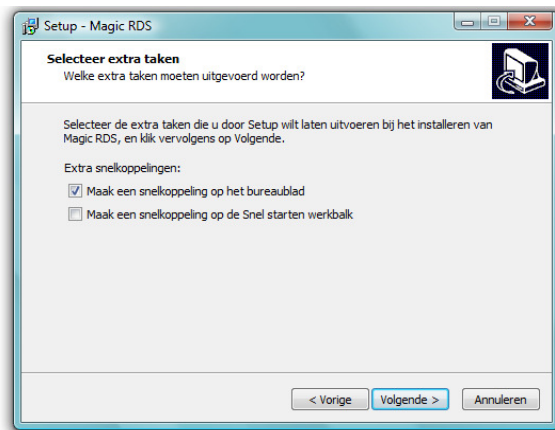 Setup - Magic RDS
Selecteer extra taken
Welke extra taken moeten uitgevoerd worden?
Selecteer de extra taken die u door Setup wilt laten uitvoeren bij het installeren van
Magic RDS, en klik vervolgens op Volgende.
Extra snelkoppelingen:
Maak een snelkoppeling op het bureaublad
Maak een snelkoppeling op de Snel starten werkbalk
< Vorige Volgende > Annuleren